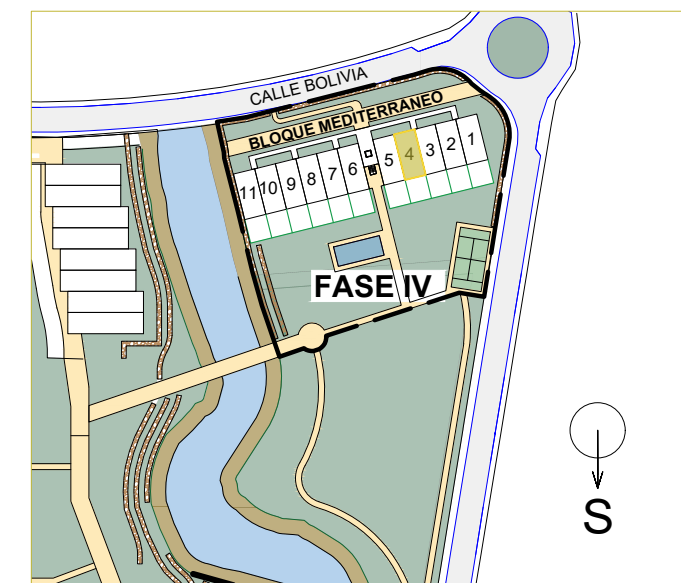 CALLE BOLIVIA
BLOQUE MEDITERRANEO
11 10 9 8 7 6 5 4 3 2 1
FASE IV
S